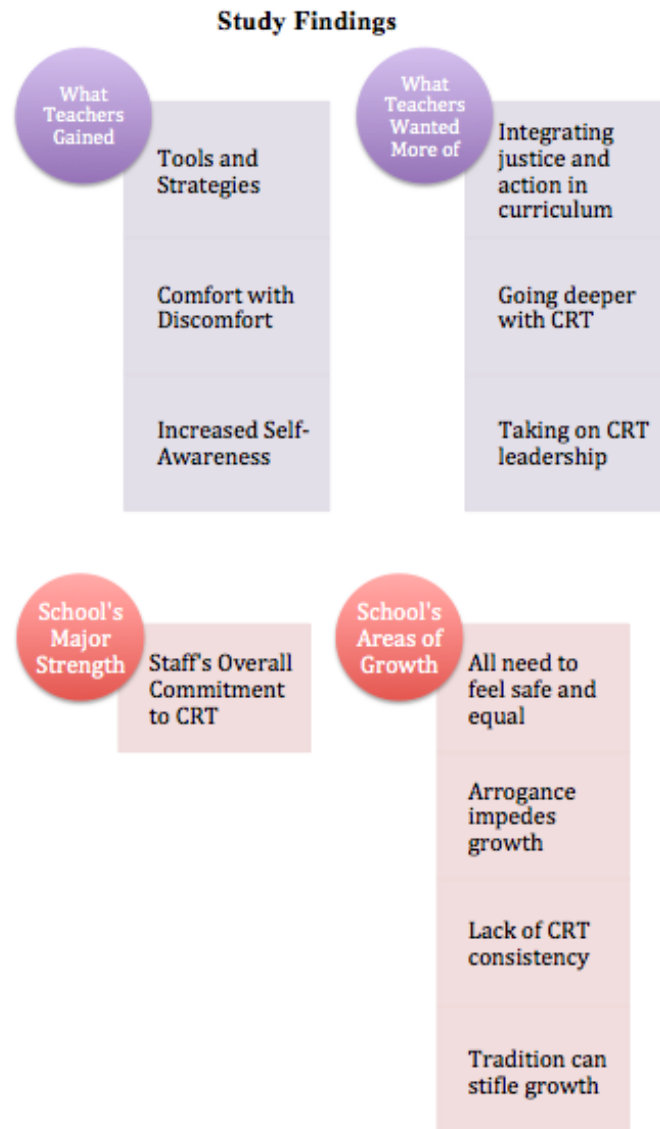 Study Findings
What
Teachers
Gained
Tools and
Strategies
Comfort with
Discomfort
Increased Self-
Awareness
What
Teachers
Wanted
More of
Integrating
justice and
action in
curriculum
Going deeper
with CRT
Taking on CRT
leadership
School's
Major
Strength
Staff's Overall
Commitment
to CRT
School's
Areas of
Growth
All need to
feel safe and
equal
Arrogance
impedes
growth
Lack of CRT
consistency
Tradition can
stifle growth